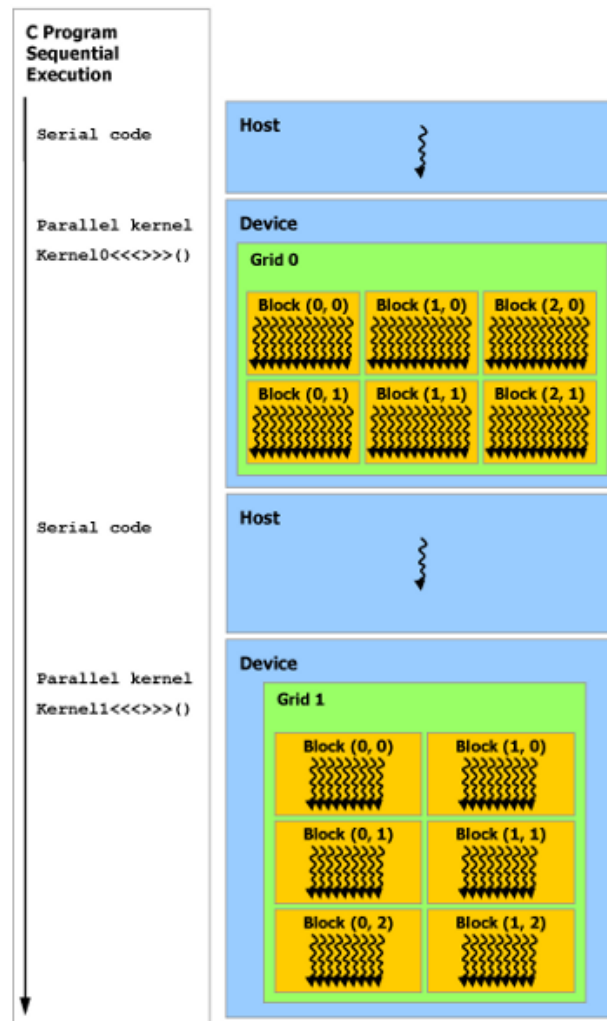 C Program
Sequential
Execution
Serial code
Host
Parallel kernel
Kernel0<<<>>>()
Device
Grid 0
Block (0, 0)
Block (1, 0)
Block (2, 0)
Block (0, 1)
Block (1, 1)
Block (2, 1)
Serial code
Host
Parallel kernel
Kernel1<<<>>>()
Device
Grid 1
Block (0, 0)
Block (1, 0)
Block (0, 1)
Block (1, 1)
Block (0, 2)
Block (1, 2)